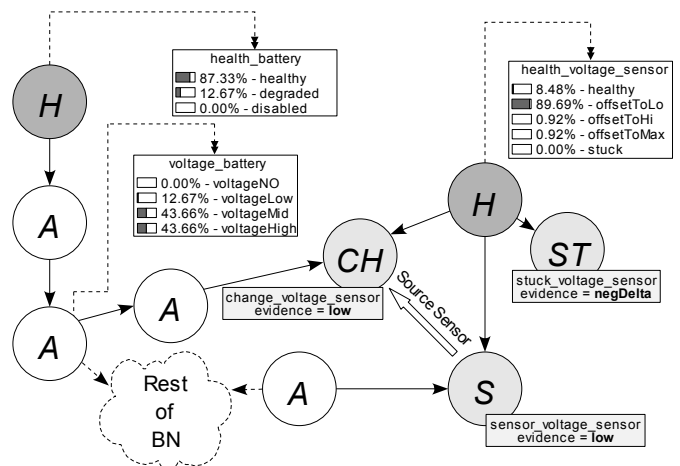 health_battery
87.33% - healthy
12.67% - degraded
0.00% - disabled
health_voltage_sensor
8.48% - healthy
89.69% - offsetToLo
0.92% - offsetToHi
0.92% - offsetToMax
0.00% - stuck
H
voltage_battery
0.00% - voltageNO
12.67% - voltageLow
43.66% - voltageMid
43.66% - voltageHigh
H
A
CH
ST
stuck_voltage_sensor
evidence = negDelta
change_voltage_sensor
evidence = low
A
A
Source Sensor
Rest
of
BN
A
S
sensor_voltage_sensor
evidence = low